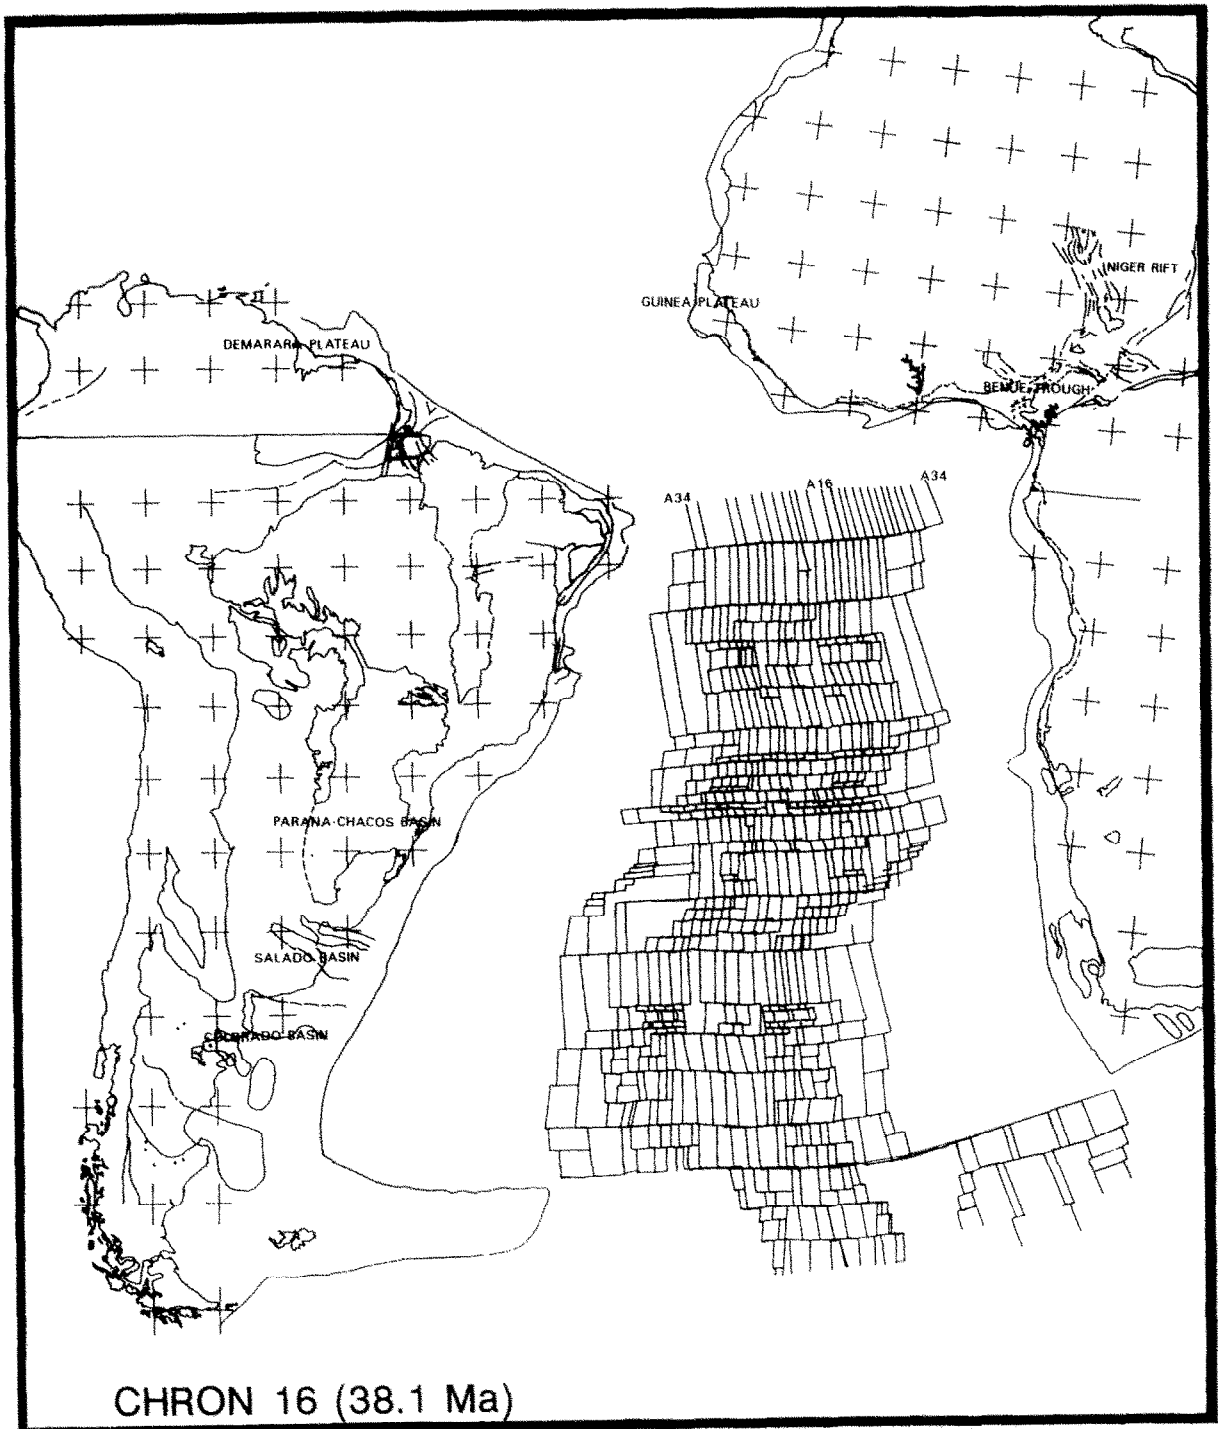 NIGER RIFT
GUINEA PLATEAU
DEMARARA PLATEAU
BENUE TROUGH
A34
A16
A34
PARANA-CHACOS BASIN
SALADO BASIN
COLORADO BASIN
CHRON 16 (38.1 Ma)